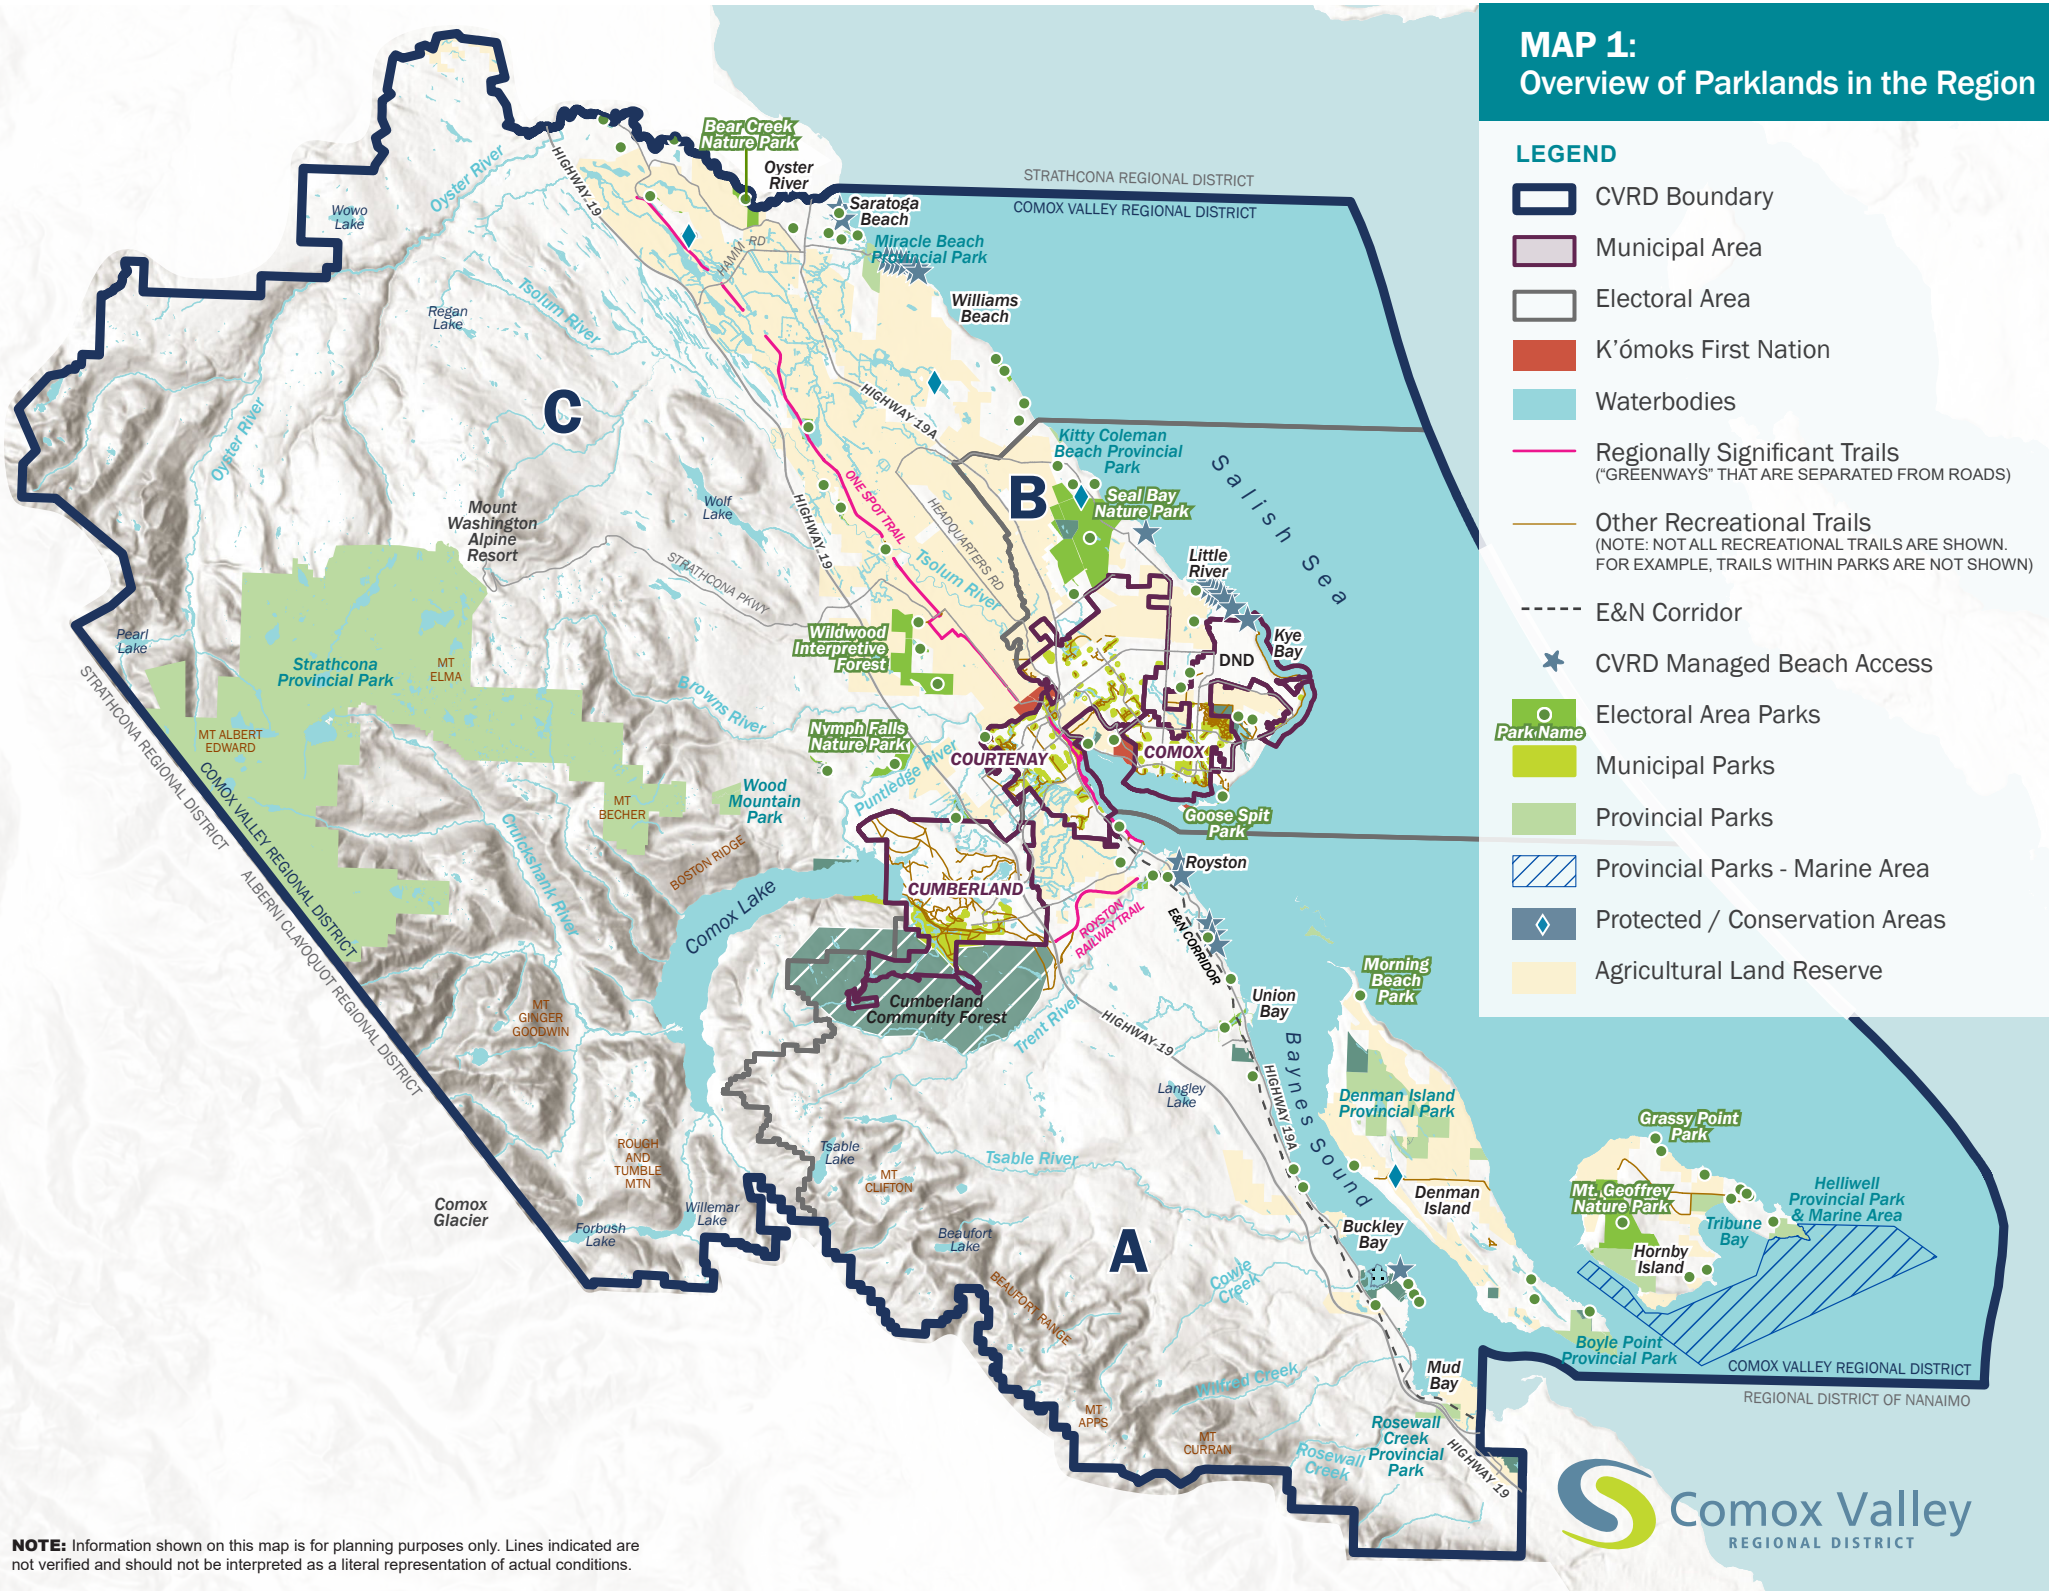 MAP 1:
Overview of Parklands in the Region
LEGEND
CVRD Boundary
Municipal Area
Electoral Area
K'ómoks First Nation
Waterbodies
Regionally Significant Trails
("GREENWAYS" THAT ARE SEPARATED FROM ROADS)
Other Recreational Trails
(NOTE: NOT ALL RECREATIONAL TRAILS ARE SHOWN.
FOR EXAMPLE, TRAILS WITHIN PARKS ARE NOT SHOWN)
E&N Corridor
CVRD Managed Beach Access
Electoral Area Parks
Park Name
Municipal Parks
Provincial Parks
Provincial Parks - Marine Area
Protected / Conservation Areas
Agricultural Land Reserve
Bear Creek
Nature Park
Oyster
River
STRATHCONA REGIONAL DISTRICT
COMOX VALLEY REGIONAL DISTRICT
HIGHWAY 19
Oyster River
Wowo
Lake
Saratoga
Beach
Miracle Beach
Provincial Park
HAMM RD
Williams
Beach
Tsolum River
Regan
Lake
C
HIGHWAY 19A
Oyster River
Kitty Coleman
Beach Provincial
Park
B
Seal Bay
Nature Park
Salish Sea
ONE SPOT TRAIL
HEADQUARTERS RD
HIGHWAY 19
Wolf
Lake
Mount
Washington
Alpine
Resort
STRATHCONA PKWY
Tsolum River
Little
River
Kye
Bay
DND
Pearl
Lake
Strathcona
Provincial Park
MT
ELMA
Wildwood
Interpretive
Forest
Browns River
MT ALBERT
EDWARD
Nymph Falls
Nature Park
Puntledge River
COURTENAY
COMOX
STRATHCONA REGIONAL DISTRICT
COMOX VALLEY REGIONAL DISTRICT
ALBERNI CLAYOQUOT REGIONAL DISTRICT
MT
BECHER
Wood
Mountain
Park
Goose Spit
Park
Cruickshank River
BOSTON RIDGE
Royston
CUMBERLAND
Comox Lake
ROYSTON
RAILWAY TRAIL
E&N CORRIDOR
Morning
Beach
Park
Cumberland
Community Forest
Union
Bay
MT
GINGER
GOODWIN
Trent River
HIGHWAY 19
Baynes Sound
HIGHWAY 19A
Langley
Lake
Denman Island
Provincial Park
Grassy Point
Park
ROUGH
AND
TUMBLE
MTN
Tsable
Lake
MT
CLIFTON
Tsable River
Denman
Island
Mt. Geoffrey
Nature Park
Helliwell
Provincial Park
& Marine Area
Tribune
Bay
Hornby
Island
Comox
Glacier
Forbush
Lake
Willemar
Lake
Beaufort
Lake
A
Buckley
Bay
Cowie
Creek
BEAUFORT RANGE
Boyle Point
Provincial Park
COMOX VALLEY REGIONAL DISTRICT
REGIONAL DISTRICT OF NANAIMO
Mud
Bay
Wilfred Creek
MT
APPS
MT
CURRAN
Rosewall
Creek
Rosewall
Creek
Provincial
Park
HIGHWAY 19
Comox Valley
REGIONAL DISTRICT
NOTE: Information shown on this map is for planning purposes only. Lines indicated are
not verified and should not be interpreted as a literal representation of actual conditions.